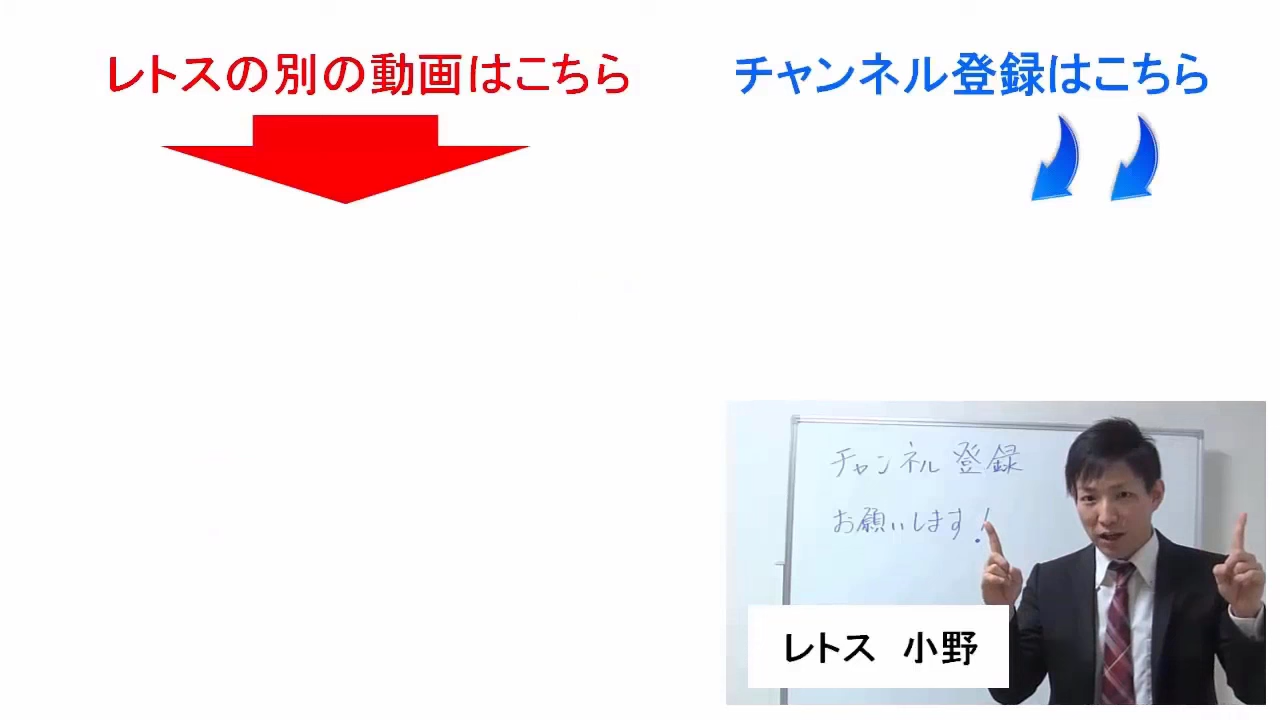 レトスの別の動画はこちら
チャンネル登録はこちら
チャンネル登録
お願いします!
レトス 小野